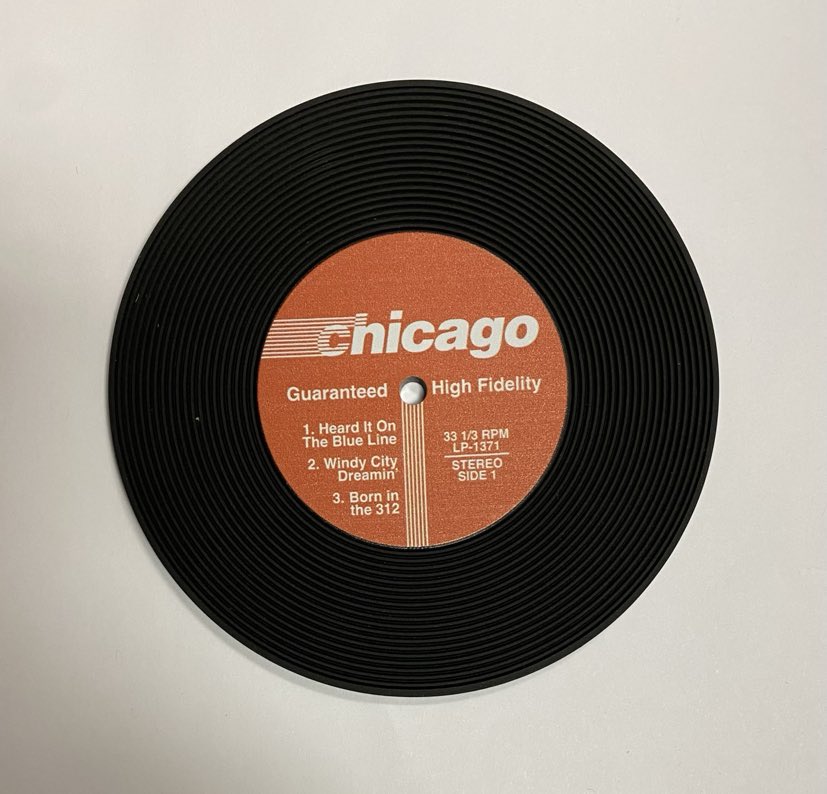 chicago
Guaranteed High Fidelity
1. Heard It On
The Blue Line
2. Windy City
Dreamin'
3. Born in
the 312
33 1/3 RPM
LP-1371
STEREO
SIDE 1